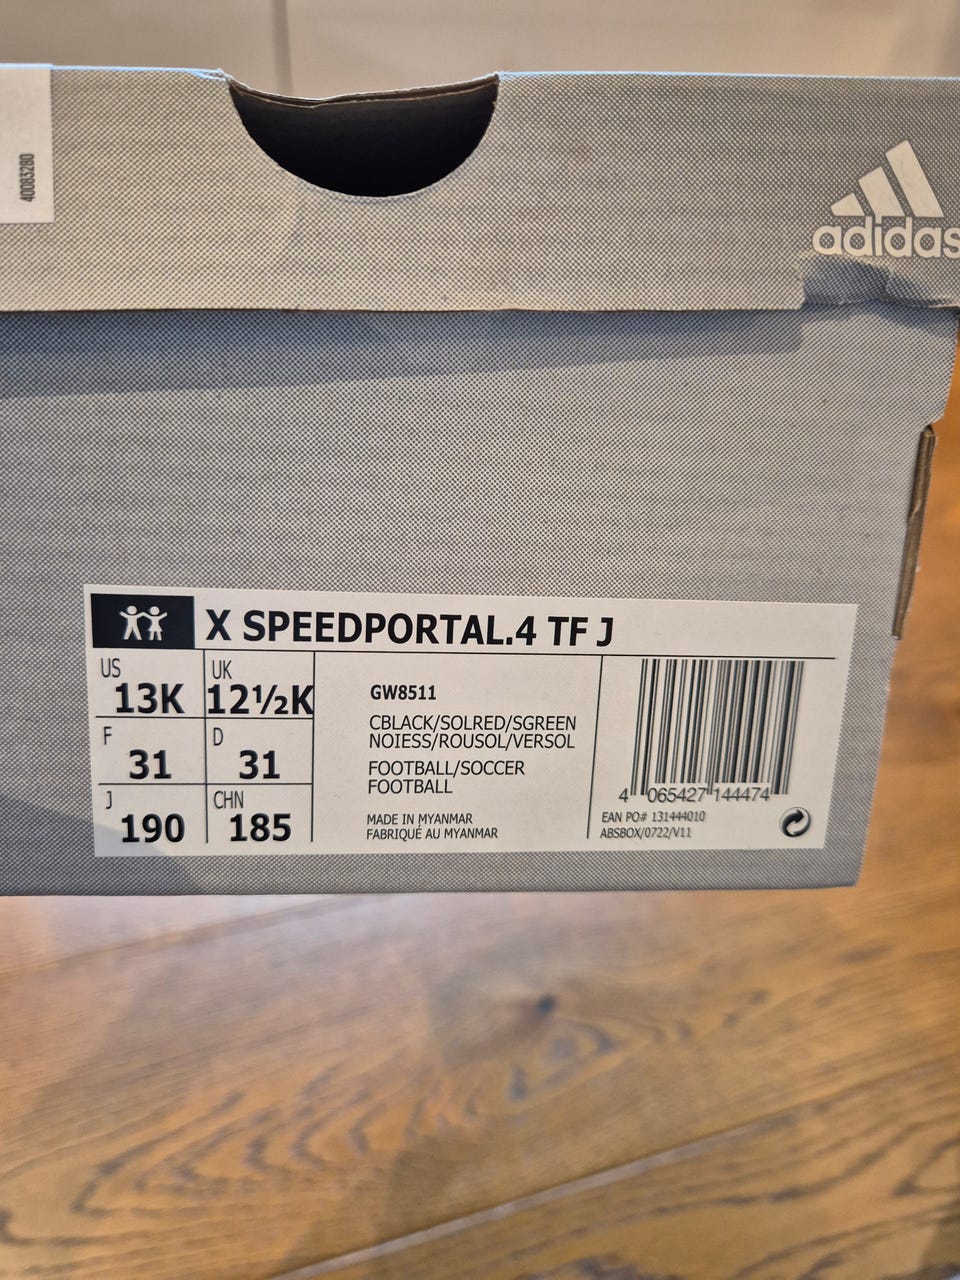 40083280
adidas
X SPEEDPORTAL.4 TF J
US 13K
UK 12½K
F 31
D 31
J 190
CHN 185
GW8511
CBLACK/SOLRED/SGREEN
NOIESS/ROUSOL/VERSOL
FOOTBALL/SOCCER
FOOTBALL
MADE IN MYANMAR
FABRIQUÉ AU MYANMAR
4 065427 144474
EAN PO# 131444010
ABSBOX/0722/V11